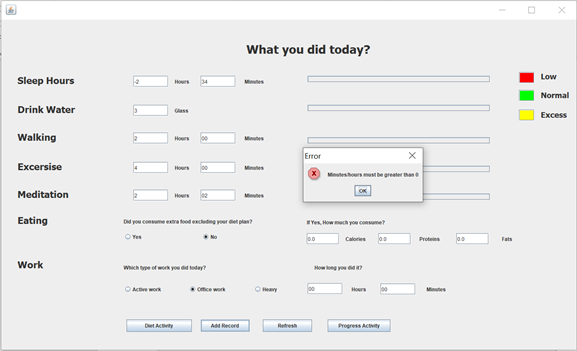 What you did today?
Sleep Hours -2 Hours 34 Minutes
Low
Normal
Excess
Drink Water 3 Glass
Walking 2 Hours 00 Minutes
Error
Excersise 4 Hours 00 Minutes
X Minutes/hours must be greater than 0
OK
Meditation 2 Hours 02 Minutes
Eating Did you consume extra food excluding your diet plan? If Yes, How much you consume?
Yes No 0.0 Calories 0.0 Proteins 0.0 Fats
Work Which type of work you did today? How long you did it?
Active work Office work Heavy 00 Hours 00 Minutes
Diet Activity Add Record Refresh Progress Activity